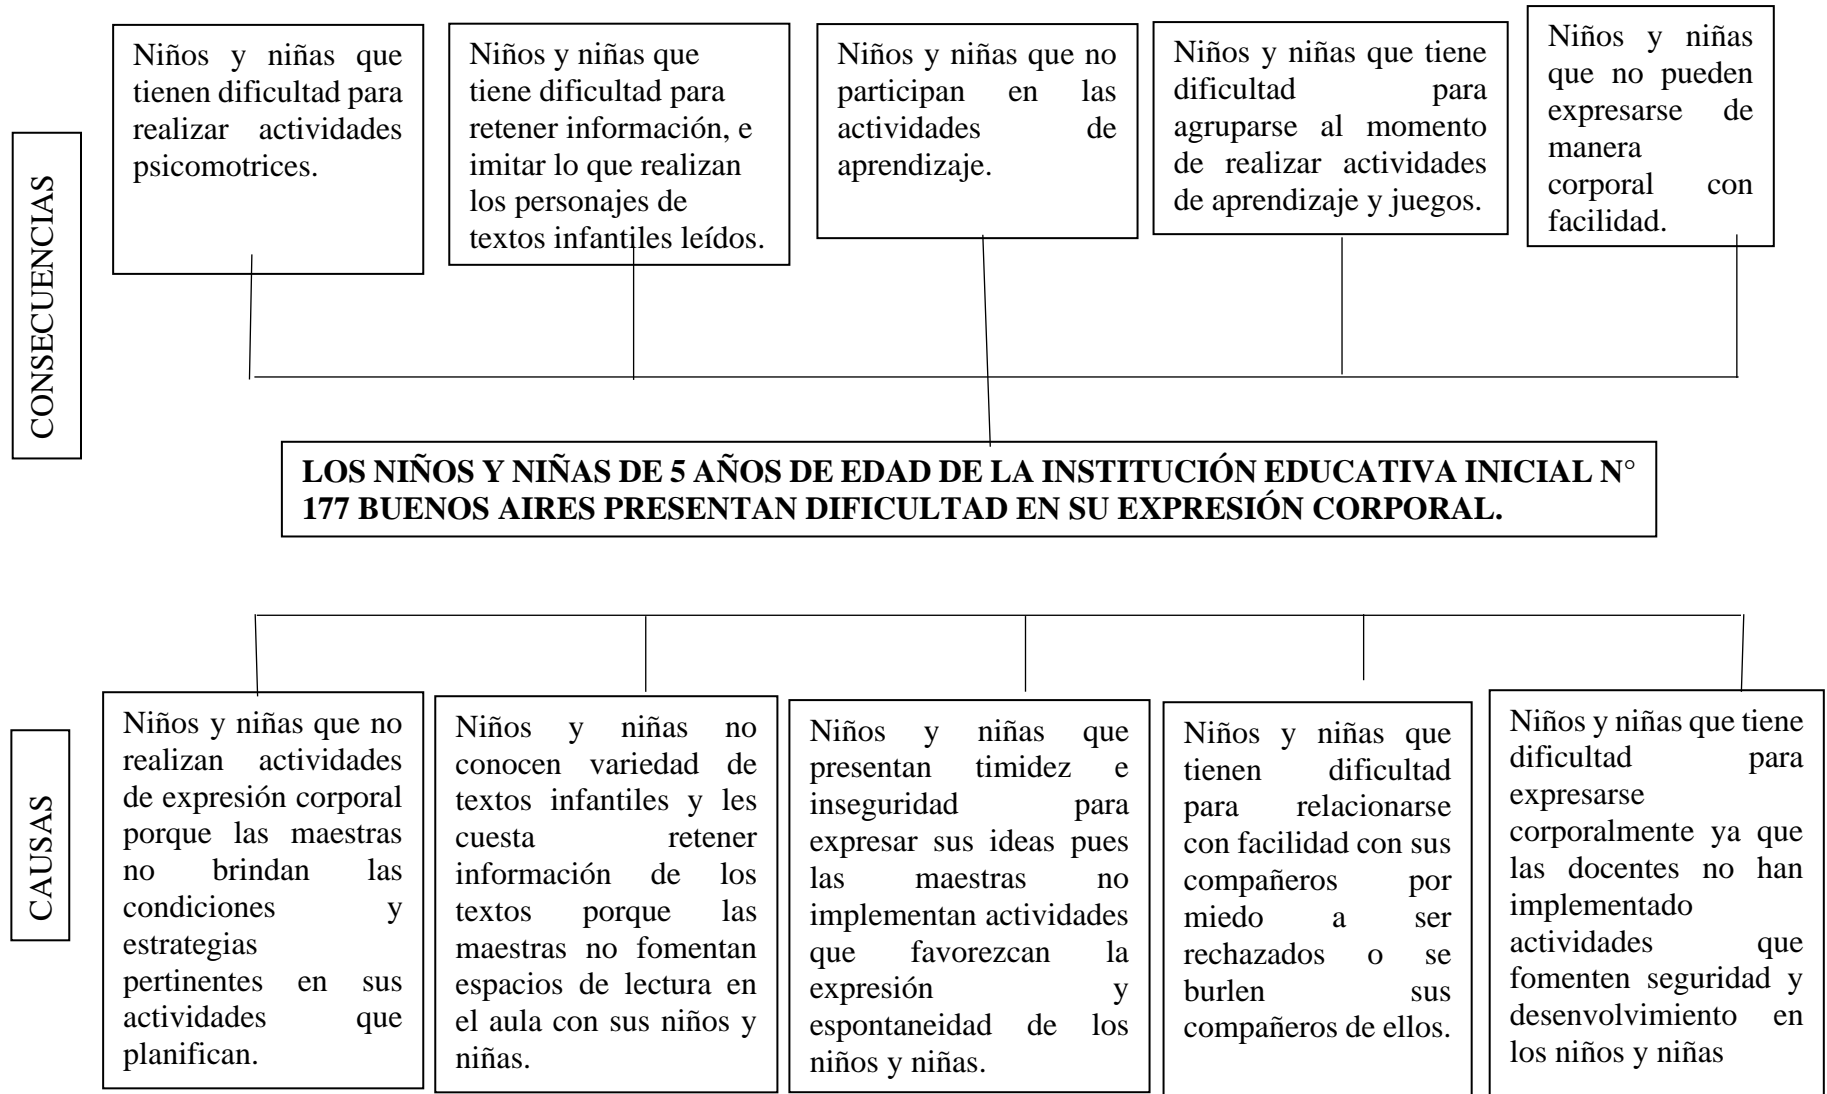 CONSECUENCIAS
Niños y niñas que
tienen dificultad para
realizar actividades
psicomotrices.
Niños y niñas que
tiene dificultad para
retener información, e
imitar lo que realizan
los personajes de
textos infantiles leídos.
Niños y niñas que no
participan en las
actividades de
aprendizaje.
Niños y niñas que tiene
dificultad para
agruparse al momento
de realizar actividades
de aprendizaje y juegos.
Niños y niñas
que no pueden
expresarse de
manera
corporal con
facilidad.
LOS NIÑOS Y NIÑAS DE 5 AÑOS DE EDAD DE LA INSTITUCIÓN EDUCATIVA INICIAL N°
177 BUENOS AIRES PRESENTAN DIFICULTAD EN SU EXPRESIÓN CORPORAL.
CAUSAS
Niños y niñas que no
realizan actividades
de expresión corporal
porque las maestras
no brindan las
condiciones y
estrategias
pertinentes en sus
actividades que
planifican.
Niños y niñas no
conocen variedad de
textos infantiles y les
cuesta retener
información de los
textos porque las
maestras no fomentan
espacios de lectura en
el aula con sus niños y
niñas.
Niños y niñas que
presentan timidez e
inseguridad para
expresar sus ideas pues
las maestras no
implementan actividades
que favorezcan la
expresión y
espontaneidad de los
niños y niñas.
Niños y niñas que
tienen dificultad
para relacionarse
con facilidad con sus
compañeros por
miedo a ser
rechazados o se
burlen sus
compañeros de ellos.
Niños y niñas que tiene
dificultad para
expresarse
corporalmente ya que
las docentes no han
implementado
actividades que
fomenten seguridad y
desenvolvimiento en
los niños y niñas